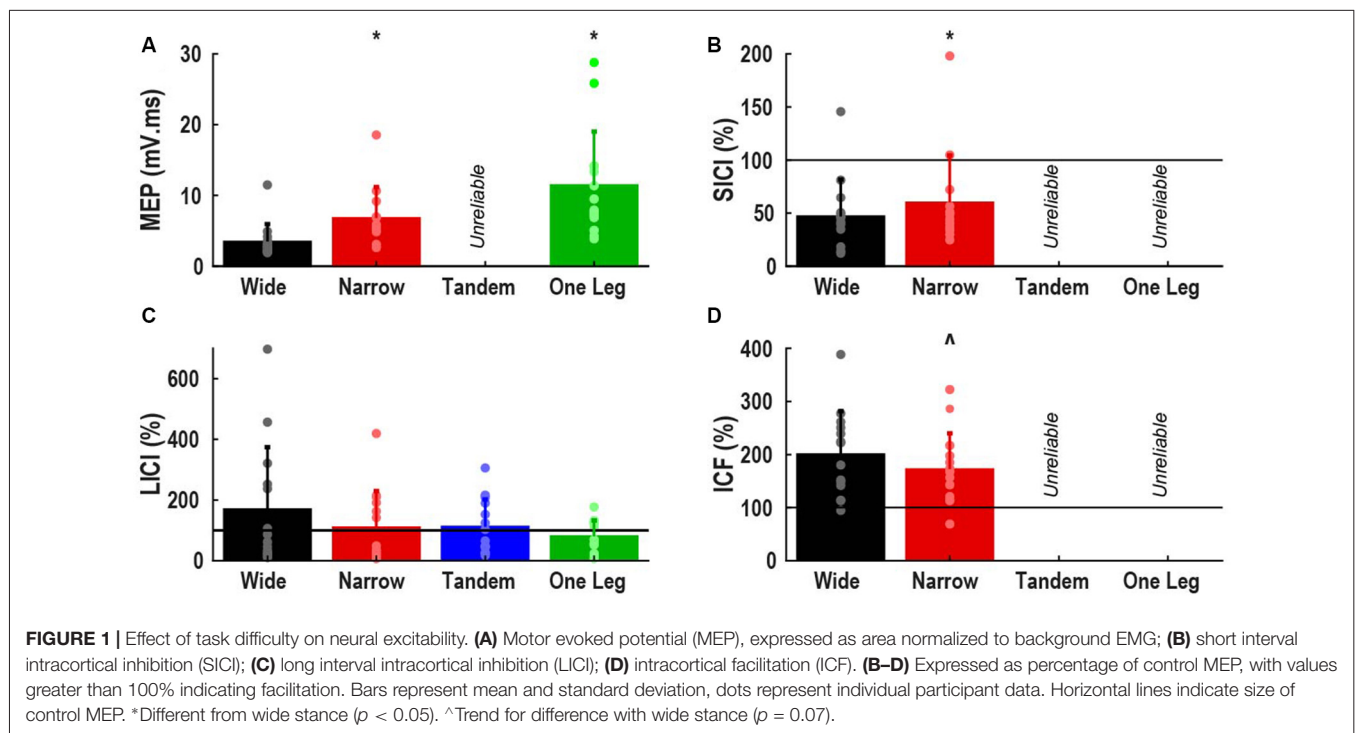 A
*
*
MEP (mV.ms)
30
20
10
0
Unreliable
Wide
Narrow
Tandem
One Leg
B
*
SICI (%)
200
150
100
50
0
Unreliable
Unreliable
Wide
Narrow
Tandem
One Leg
C
LICI (%)
600
400
200
0
Wide
Narrow
Tandem
One Leg
D
^
ICF (%)
400
300
200
100
0
Unreliable
Unreliable
Wide
Narrow
Tandem
One Leg
FIGURE 1 | Effect of task difficulty on neural excitability. (A) Motor evoked potential (MEP), expressed as area normalized to background EMG; (B) short interval
intracortical inhibition (SICI); (C) long interval intracortical inhibition (LICI); (D) intracortical facilitation (ICF). (B–D) Expressed as percentage of control MEP, with values
greater than 100% indicating facilitation. Bars represent mean and standard deviation, dots represent individual participant data. Horizontal lines indicate size of
control MEP. *Different from wide stance (p < 0.05). ^Trend for difference with wide stance (p = 0.07).